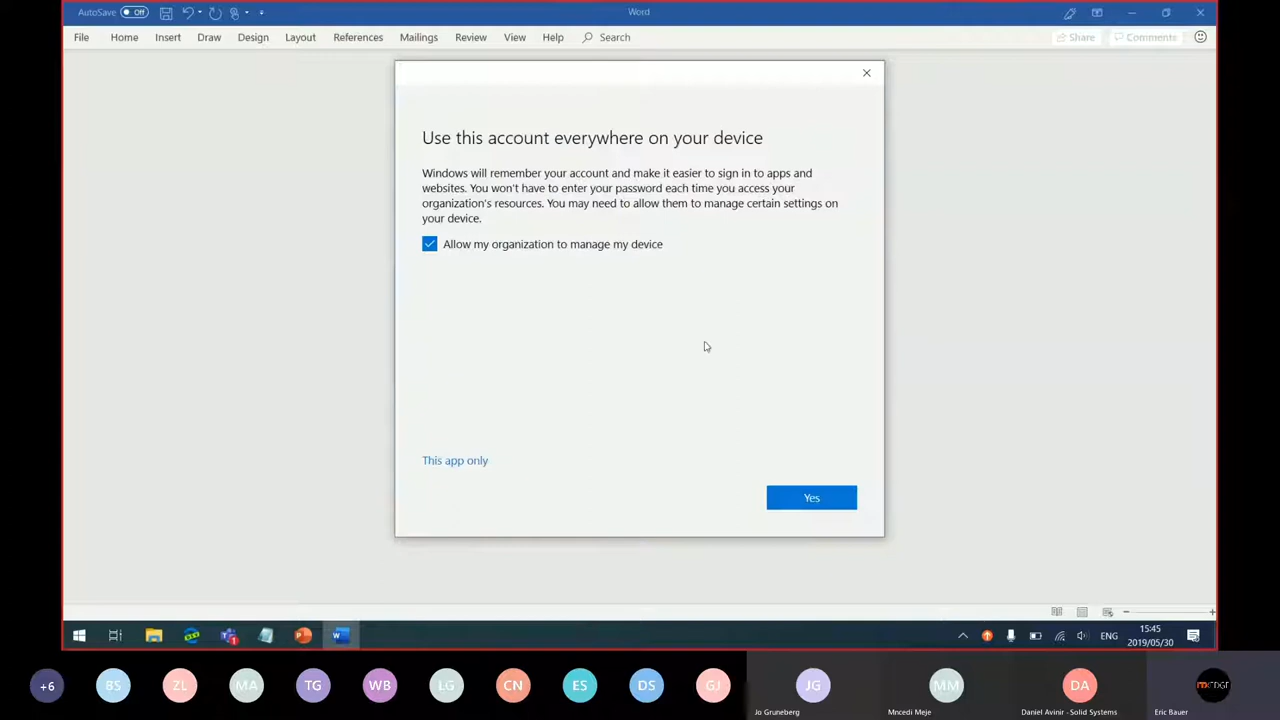 AutoSave Off
Word
File Home Insert Draw Design Layout References Mailings Review View Help Search
Share Comments
Use this account everywhere on your device
Windows will remember your account and make it easier to sign in to apps and
websites. You won't have to enter your password each time you access your
organization's resources. You may need to allow them to manage certain settings on
your device.
Allow my organization to manage my device
This app only
Yes
ENG
15:45
2019/05/30
+6 BS ZL MA TG WB LG CN ES DS GJ JG MM DA
Jo Gruneberg Mncedi Meje Daniel Avinir - Solid Systems Eric Bauer